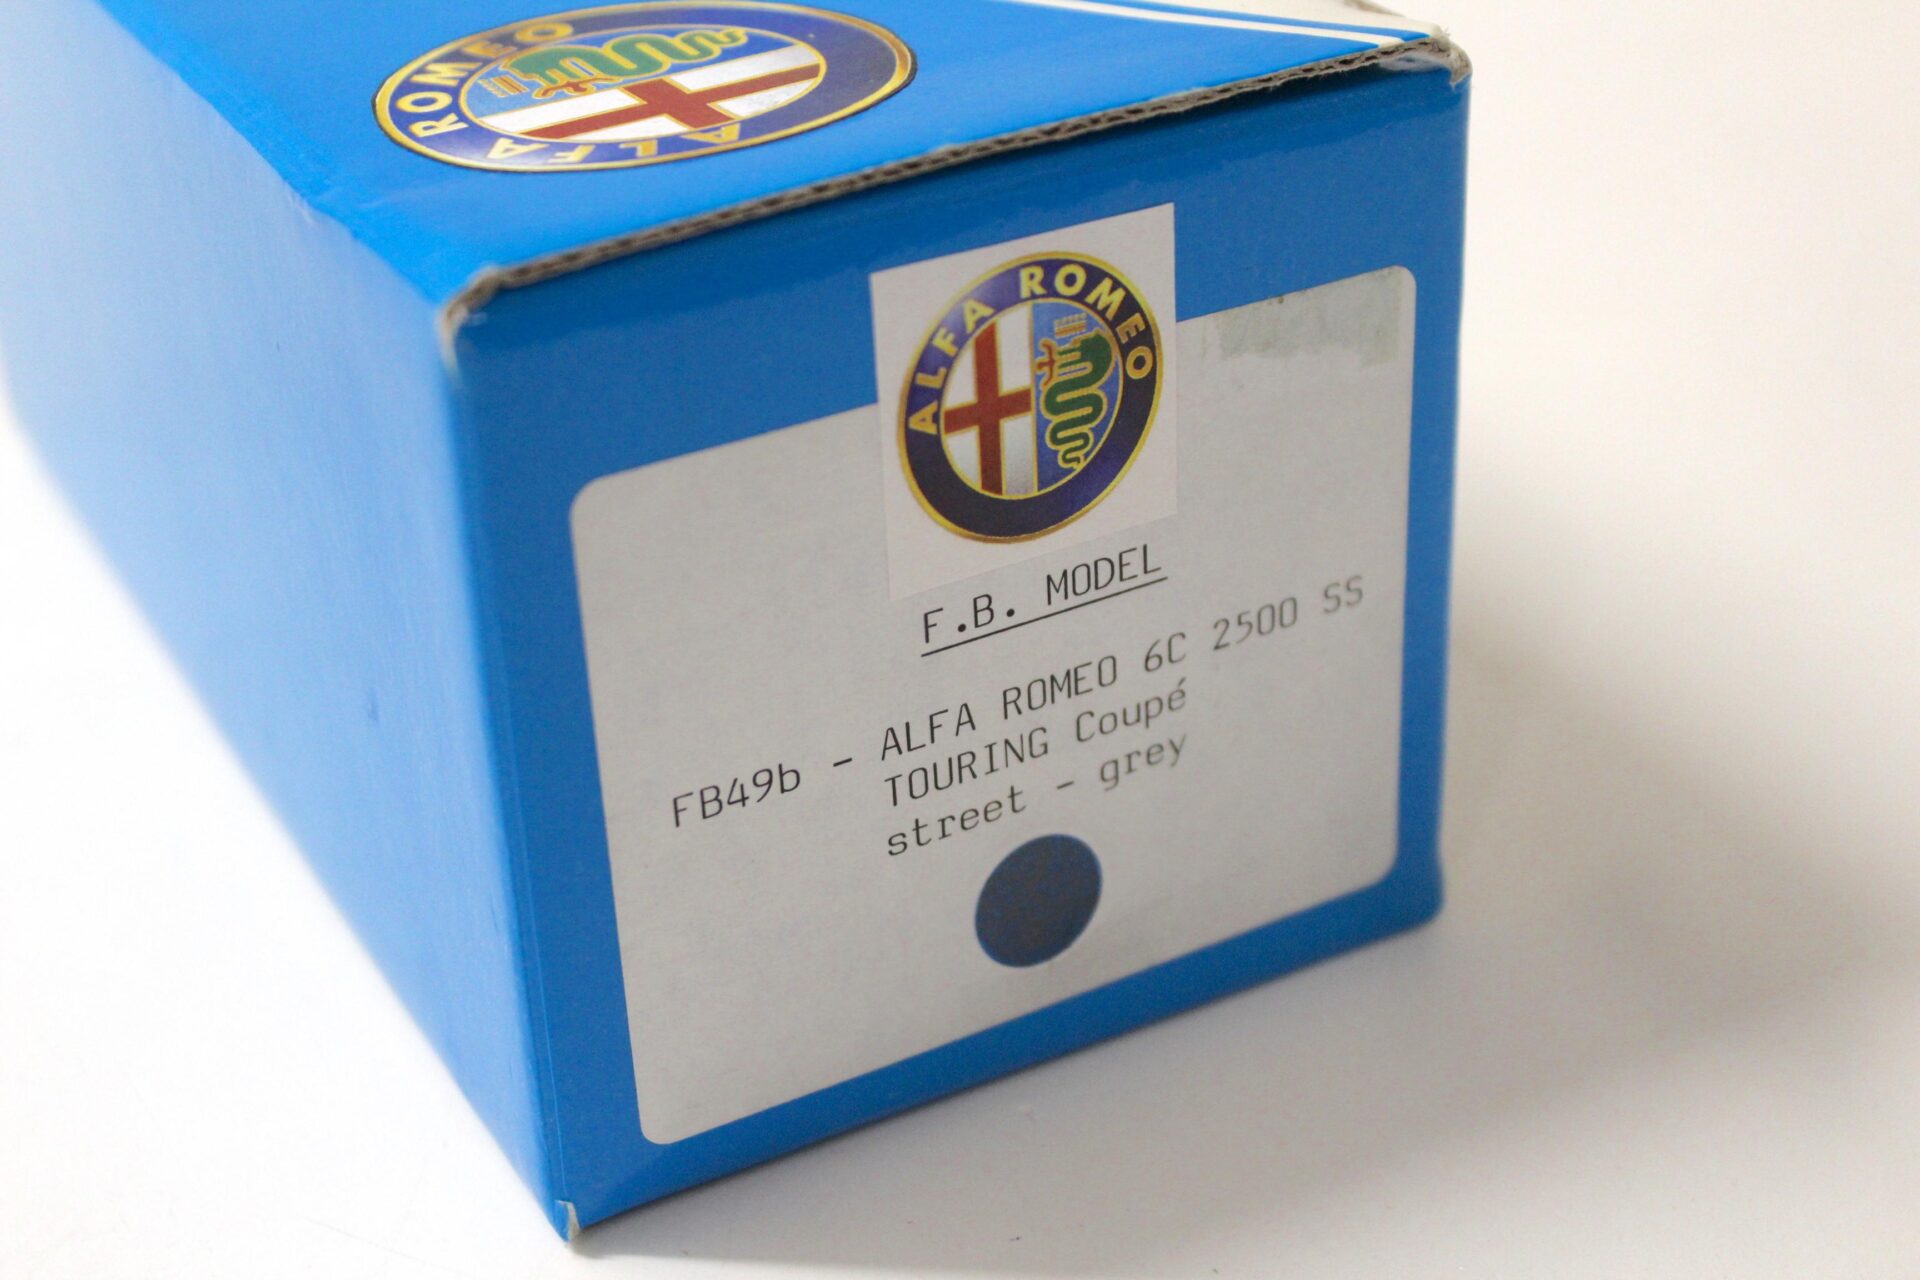 ALFA ROMEO
ALFA ROMEO
F.B. MODEL
FB49b - ALFA ROMEO 6C 2500 SS
TOURING Coupé
street - grey